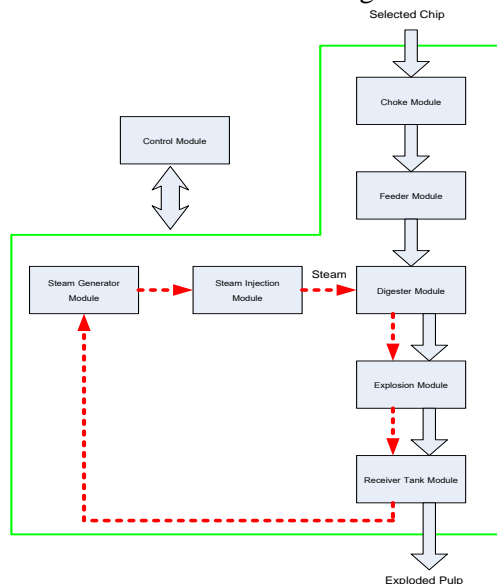 Selected Chip
Choke Module
Control Module
Feeder Module
Steam
Steam Generator
Module
Steam Injection
Module
Digester Module
Explosion Module
Receiver Tank Module
Exploded Pulp